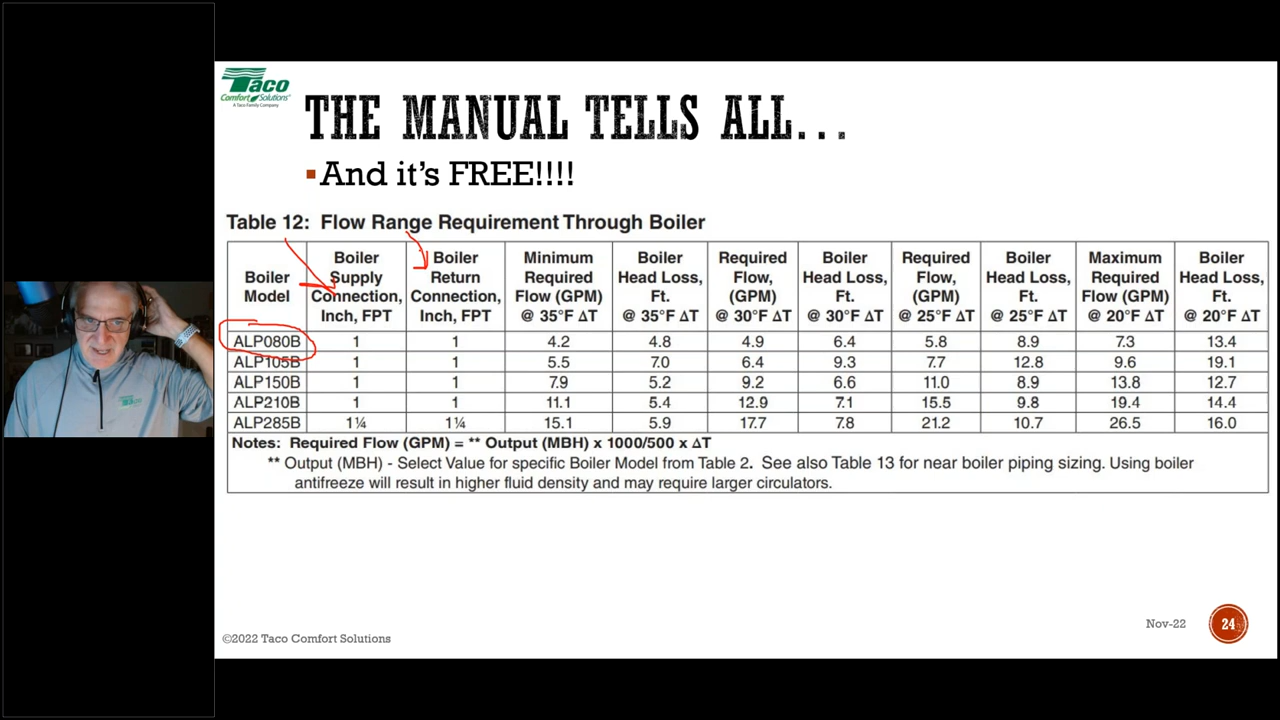 Taco
Comfort Solutions
A Taco Family Company
THE MANUAL TELLS ALL...
And it's FREE!!!!
Table 12: Flow Range Requirement Through Boiler
Boiler Model | Boiler Supply Connection, Inch, FPT | Boiler Return Connection, Inch, FPT | Minimum Required Flow (GPM) @ 35°F ΔT | Boiler Head Loss, Ft. @ 35°F ΔT | Required Flow, (GPM) @ 30°F ΔT | Boiler Head Loss, Ft. @ 30°F ΔT | Required Flow, (GPM) @ 25°F ΔT | Boiler Head Loss, Ft. @ 25°F ΔT | Maximum Required Flow (GPM) @ 20°F ΔT | Boiler Head Loss, Ft. @ 20°F ΔT
ALP080B 1 1 4.2 4.8 4.9 6.4 5.8 8.9 7.3 13.4
ALP105B 1 1 5.5 7.0 6.4 9.3 7.7 12.8 9.6 19.1
ALP150B 1 1 7.9 5.2 9.2 6.6 11.0 8.9 13.8 12.7
ALP210B 1 1 11.1 5.4 12.9 7.1 15.5 9.8 19.4 14.4
ALP285B 1¼ 1¼ 15.1 5.9 17.7 7.8 21.2 10.7 26.5 16.0
Notes: Required Flow (GPM) = ** Output (MBH) x 1000/500 x ΔT
** Output (MBH) - Select Value for specific Boiler Model from Table 2. See also Table 13 for near boiler piping sizing. Using boiler
antifreeze will result in higher fluid density and may require larger circulators.
©2022 Taco Comfort Solutions
Nov-22
24